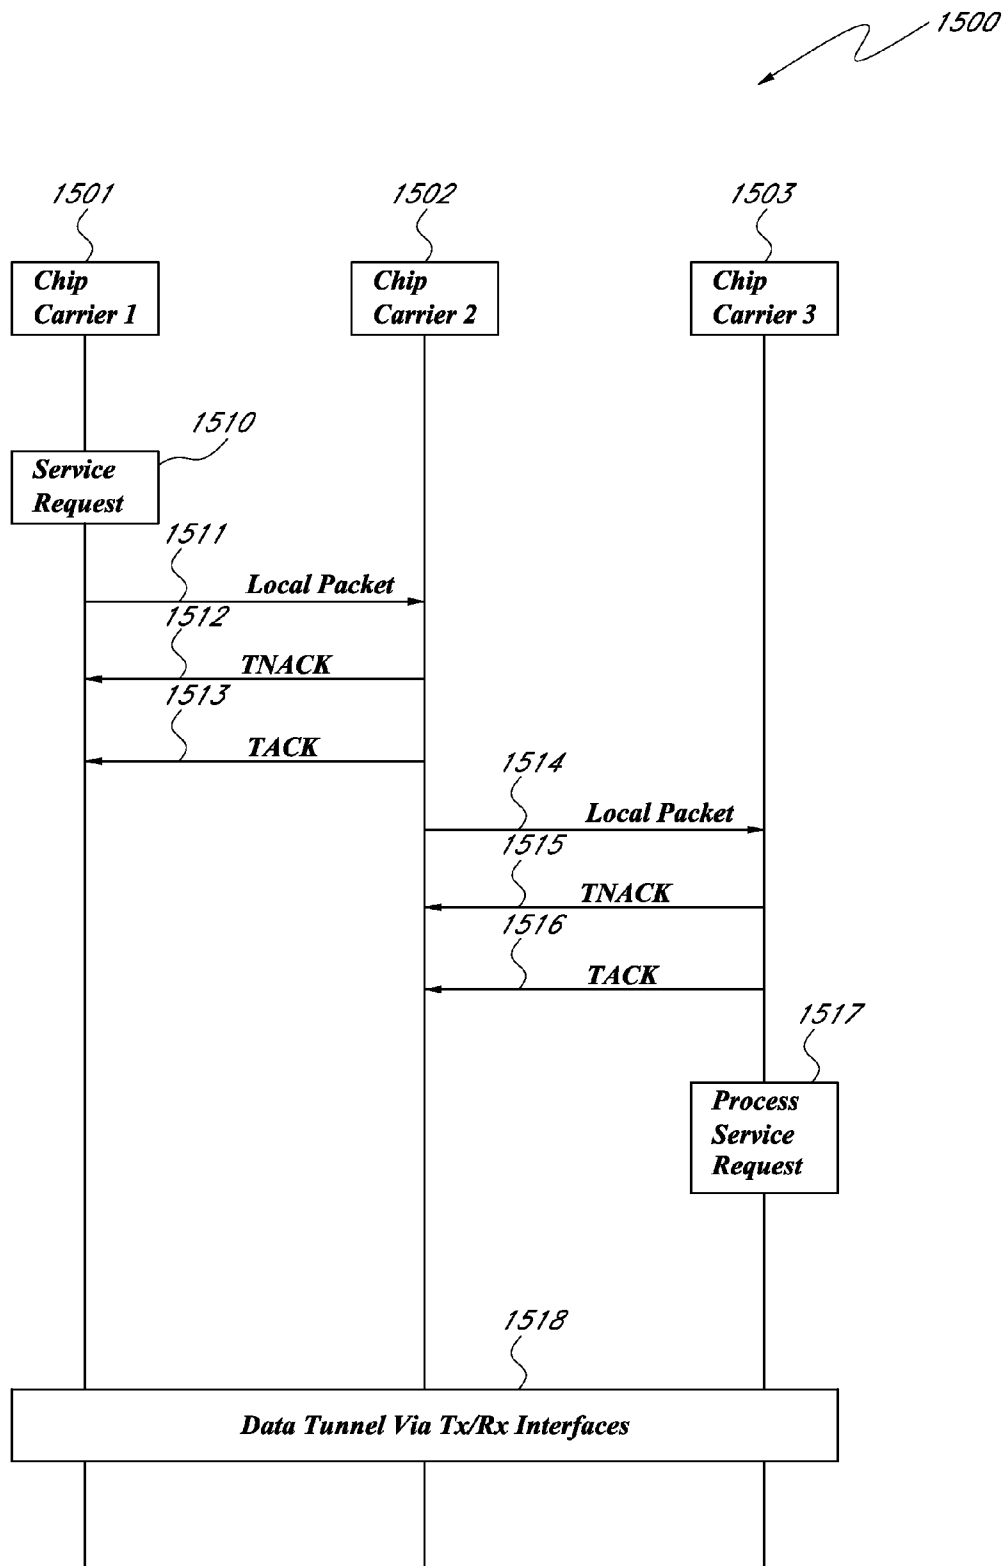 1500
1501
1502
1503
Chip
Carrier 1
Chip
Carrier 2
Chip
Carrier 3
1510
Service
Request
1511
Local Packet
1512
TNACK
1513
TACK
1514
Local Packet
1515
TNACK
1516
TACK
1517
Process
Service
Request
1518
Data Tunnel Via Tx/Rx Interfaces